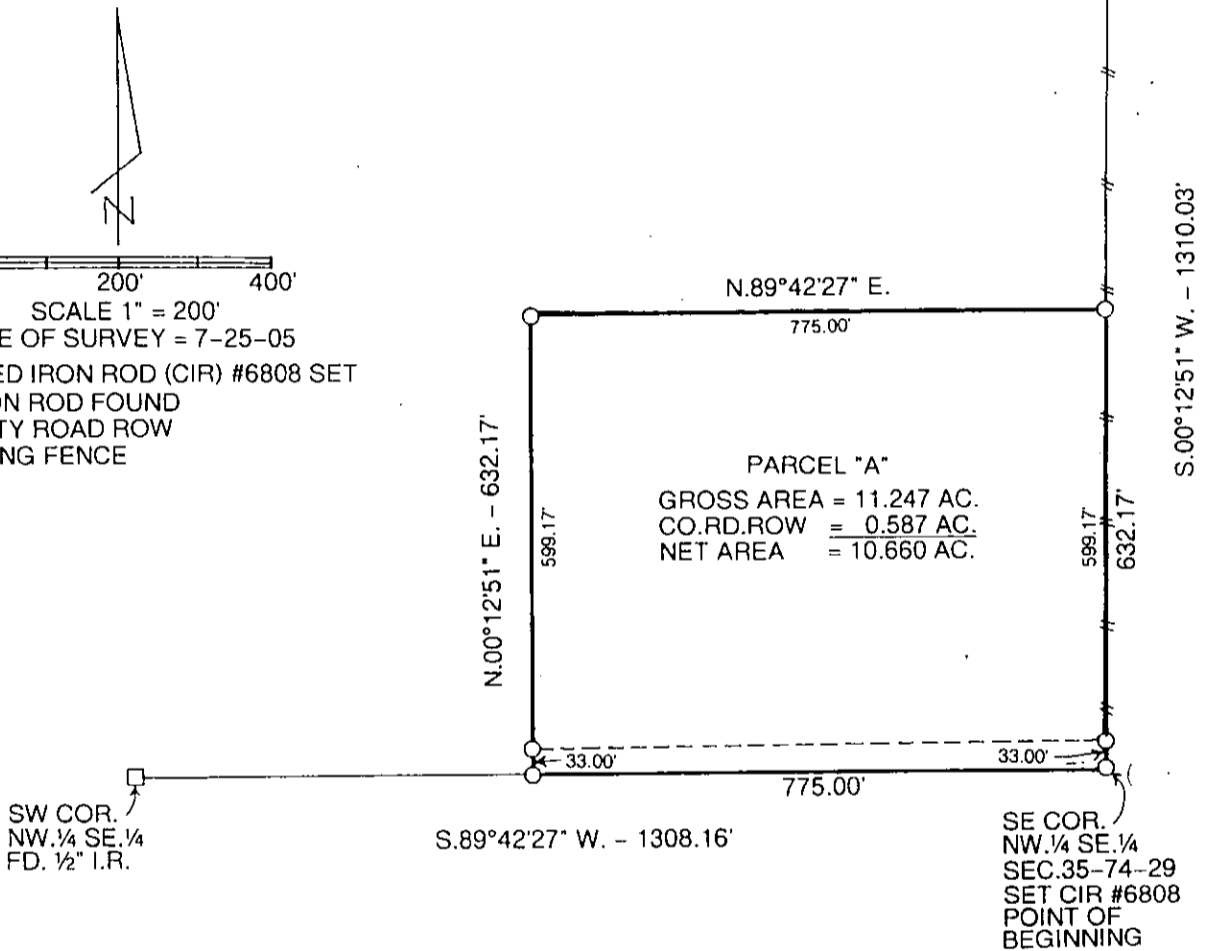 N
200' 400'
SCALE 1" = 200'
E OF SURVEY = 7-25-05
ED IRON ROD (CIR) #6808 SET
ON ROD FOUND
TY ROAD ROW
NG FENCE
S.00°12'51" W. - 1310.03'
N.89°42'27" E.
775.00'
N.00°12'51" E. - 632.17'
599.17'
PARCEL "A"
GROSS AREA = 11.247 AC.
CO.RD.ROW = 0.587 AC.
NET AREA = 10.660 AC.
599.17'
632.17'
33.00' 33.00'
775.00'
SW COR.
NW.¼ SE.¼
FD. ½" I.R.
S.89°42'27" W. - 1308.16'
SE COR.
NW.¼ SE.¼
SEC.35-74-29
SET CIR #6808
POINT OF
BEGINNING